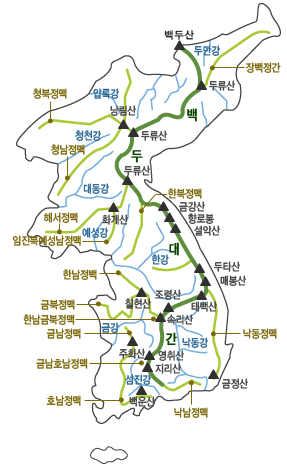 백두산
두만강
장백정간
압록강
두류산
청북정맥
낭림산
백
청천강
두류산
청남정맥
두
두류산
대동강
한북정맥
해서정맥
금강산
화개산
향로봉
예성강
설악산
임진북예성남정맥
대
한강
한남정맥
두타산
매봉산
조령산
금북정맥
칠현산
태백산
한남금북정맥
속리산
금강
간
금남정맥
낙동정맥
낙동강
주화산
영취산
금남호남정맥
지리산
섬진강
금정산
호남정맥
백운산
낙남정맥